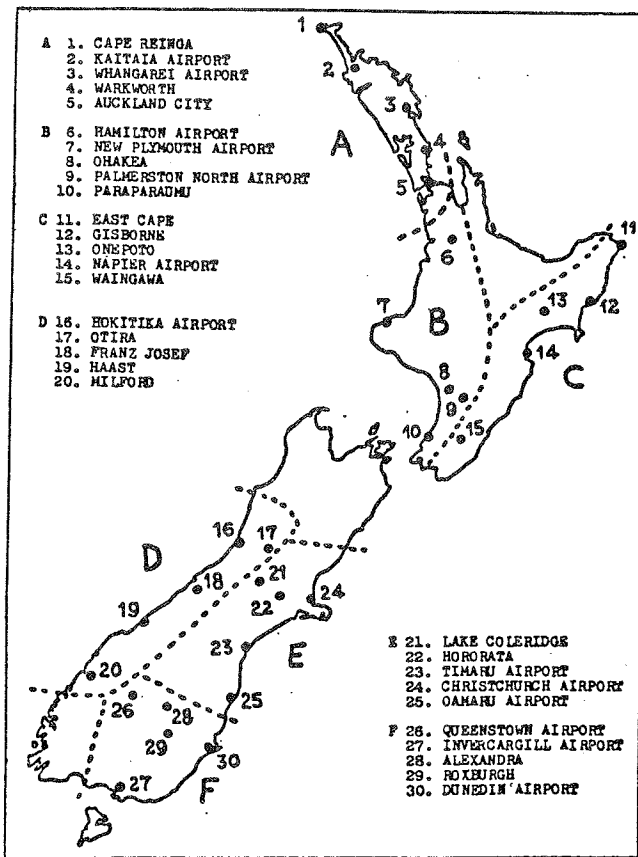 A 1. CAPE REINGA
2. KAITAIA AIRPORT
3. WHANGAREI AIRPORT
4. WARKWORTH
5. AUCKLAND CITY
B 6. HAMILTON AIRPORT
7. NEW PLYMOUTH AIRPORT
8. OHAKEA
9. PALMERSTON NORTH AIRPORT
10. PARAPARAUMU
C 11. EAST CAPE
12. GISBORNE
13. ONEPOTO
14. NAPIER AIRPORT
15. WAINGAWA
D 16. HOKITIKA AIRPORT
17. OTIRA
18. FRANZ JOSEF
19. HAAST
20. MILFORD
1
2
3
A
4
5
6
11
13
12
7
B
14
C
8
9
10
15
16
17
D
18
21
22
24
19
23
E
20
26
28
25
29
30
27
F
E 21. LAKE COLERIDGE
22. HORORATA
23. TIMARU AIRPORT
24. CHRISTCHURCH AIRPORT
25. OAMARU AIRPORT
F 26. QUEENSTOWN AIRPORT
27. INVERCARGILL AIRPORT
28. ALEXANDRA
29. ROXBURGH
30. DUNEDIN AIRPORT